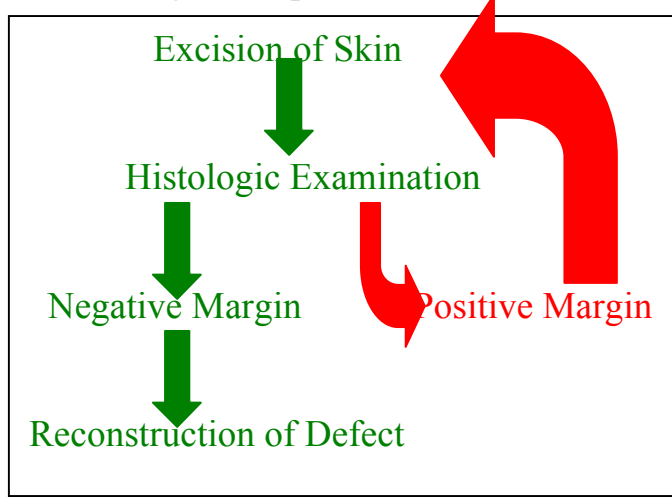 Excision of Skin
Histologic Examination
Negative Margin
Positive Margin
Reconstruction of Defect